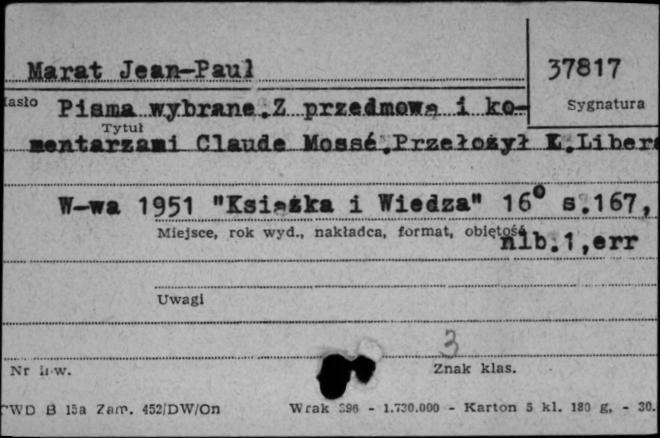 Marat Jean-Paul
37817
Hasło
Pisma wybrane.Z przedmową i ko-
Sygnatura
Tytuł
mentarzami Claude Mossé.Przełożył L.Libera
W-wa 1951 "Książka i Wiedza" 16° s.167,
Miejsce, rok wyd., nakładca, format, objętość
nlb.1,err
Uwagi
3
Nr inw.
Znak klas.
PWD B 15a Zam. 452/DW/On Wrak 396 - 1.730.000 - Karton 5 kl. 180 g. - 30.